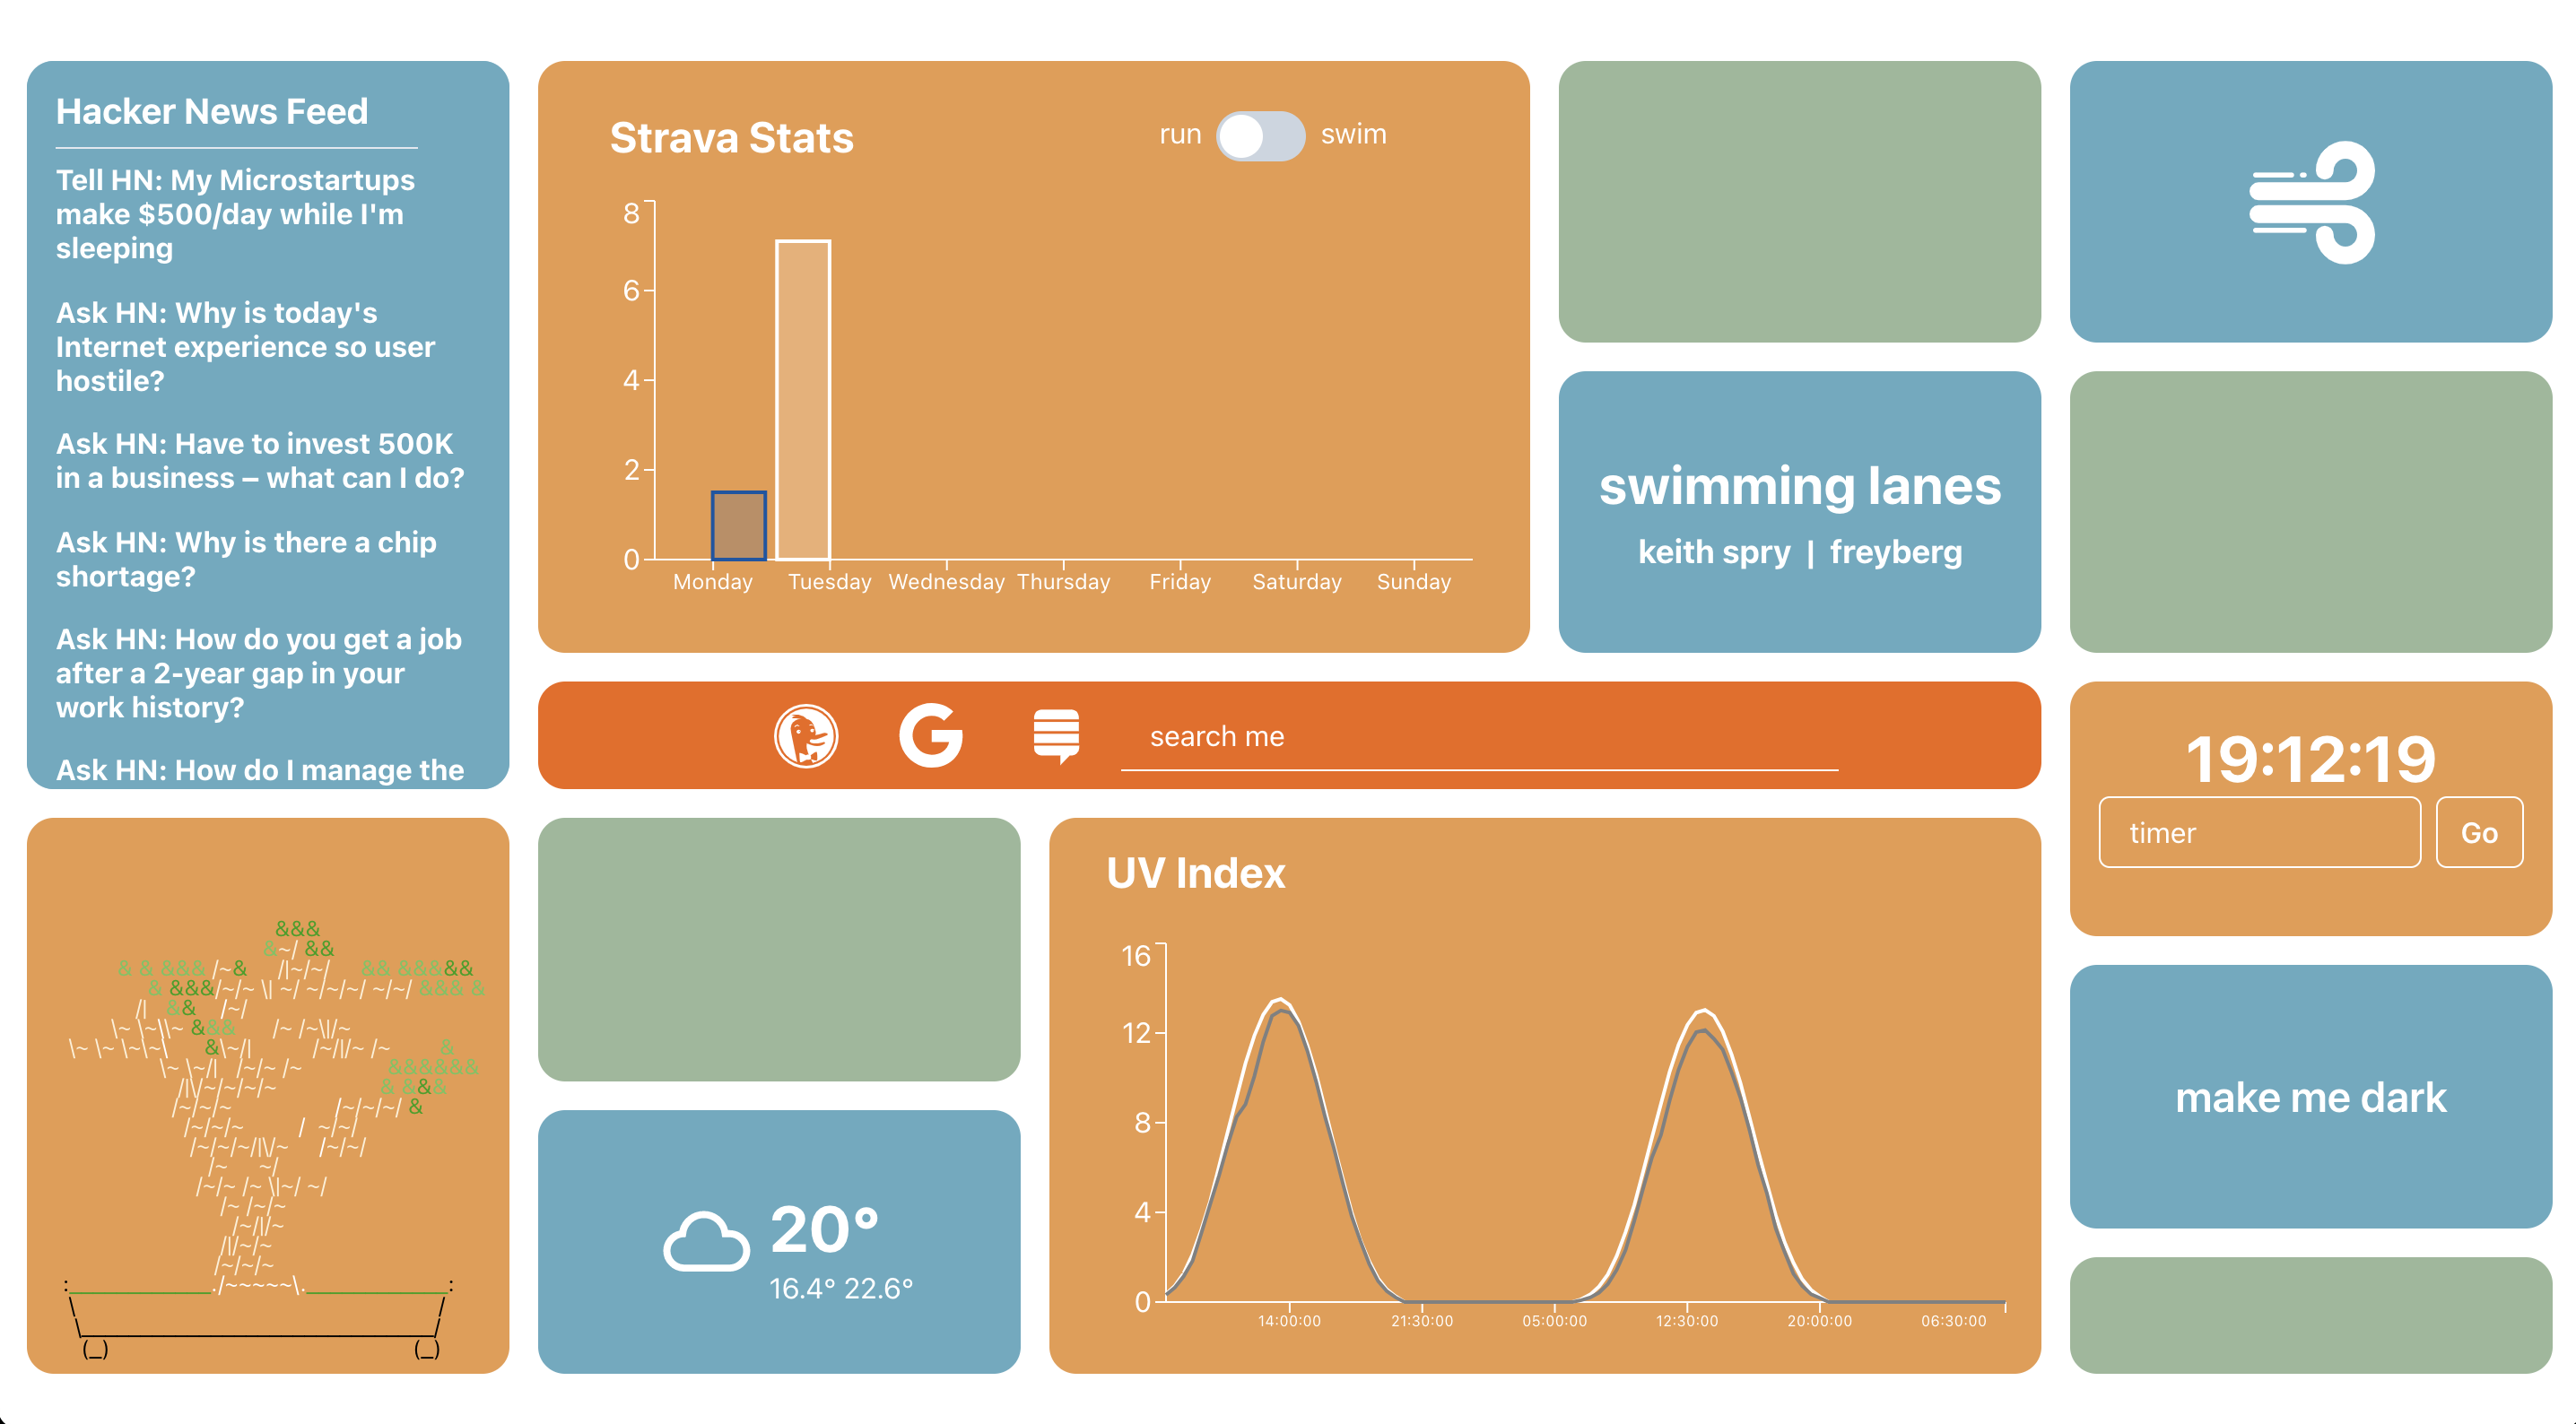 Hacker News Feed
Tell HN: My Microstartups
make $500/day while I'm
sleeping
Ask HN: Why is today's
Internet experience so user
hostile?
Ask HN: Have to invest 500K
in a business – what can I do?
Ask HN: Why is there a chip
shortage?
Ask HN: How do you get a job
after a 2-year gap in your
work history?
Ask HN: How do I manage the
Strava Stats
run swim
8
6
4
2
0
Monday Tuesday Wednesday Thursday Friday Saturday Sunday
swimming lanes
keith spry | freyberg
search me
19:12:19
timer Go
20°
16.4° 22.6°
UV Index
16
12
8
4
0
14:00:00 21:30:00 05:00:00 12:30:00 20:00:00 06:30:00
make me dark